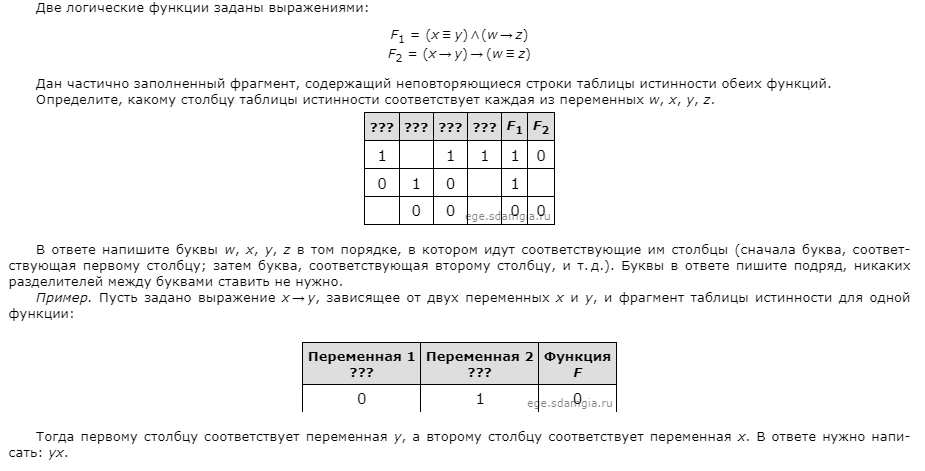 Две логические функции заданы выражениями:
F₁ = (x ≡ y) ∧ (w → z)
F₂ = (x → y) → (w ≡ z)
Дан частично заполненный фрагмент, содержащий неповторяющиеся строки таблицы истинности обеих функций.
Определите, какому столбцу таблицы истинности соответствует каждая из переменных w, x, y, z.
??? ??? ??? ??? F₁ F₂
1 1 1 1 0
0 1 0 1
0 0 0 0
ege.sdamgia.ru
В ответе напишите буквы w, x, y, z в том порядке, в котором идут соответствующие им столбцы (сначала буква, соответ-
ствующая первому столбцу; затем буква, соответствующая второму столбцу, и т. д.). Буквы в ответе пишите подряд, никаких
разделителей между буквами ставить не нужно.
Пример. Пусть задано выражение x → y, зависящее от двух переменных x и y, и фрагмент таблицы истинности для одной
функции:
Переменная 1 Переменная 2 Функция
??? ??? F
0 1 0
ege.sdamgia.ru
Тогда первому столбцу соответствует переменная y, а второму столбцу соответствует переменная x. В ответе нужно напи-
сать: yx.